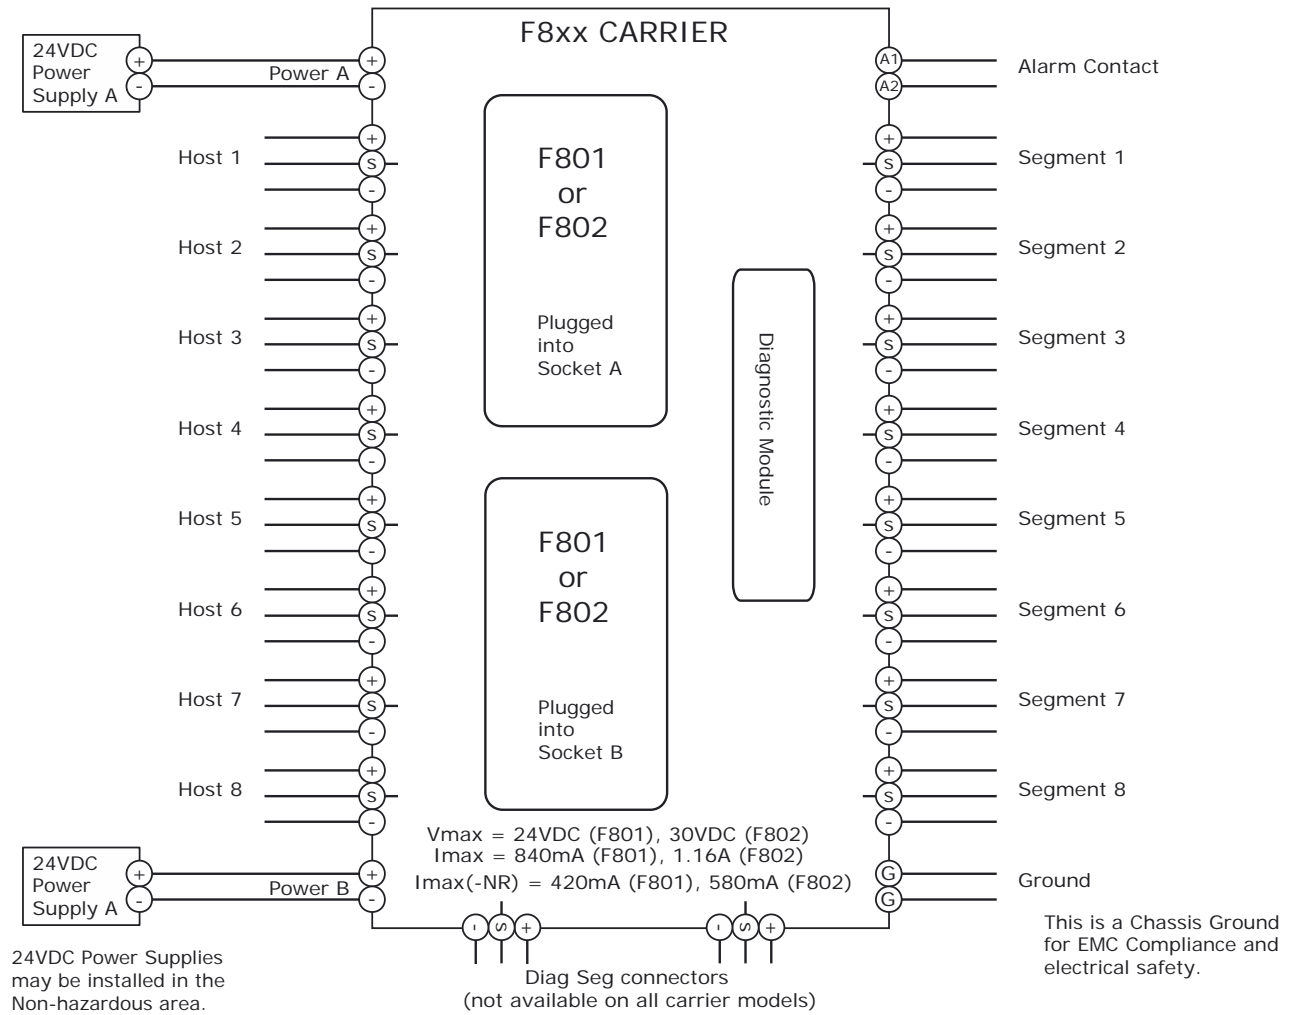 F8xx CARRIER
24VDC
Power
Supply A
+
-
Power A
+
-
A1
A2
Alarm Contact
Host 1
+
S
-
Host 2
+
S
-
Host 3
+
S
-
Host 4
+
S
-
Host 5
+
S
-
Host 6
+
S
-
Host 7
+
S
-
Host 8
+
S
-
F801
or
F802
Plugged
into
Socket A
F801
or
F802
Plugged
into
Socket B
Diagnostic Module
+
S
-
Segment 1
+
S
-
Segment 2
+
S
-
Segment 3
+
S
-
Segment 4
+
S
-
Segment 5
+
S
-
Segment 6
+
S
-
Segment 7
+
S
-
Segment 8
Vmax = 24VDC (F801), 30VDC (F802)
Imax = 840mA (F801), 1.16A (F802)
Imax(-NR) = 420mA (F801), 580mA (F802)
24VDC
Power
Supply A
+
-
Power B
+
-
G
G
Ground
This is a Chassis Ground
for EMC Compliance and
electrical safety.
- S +
- S +
Diag Seg connectors
(not available on all carrier models)
24VDC Power Supplies
may be installed in the
Non-hazardous area.